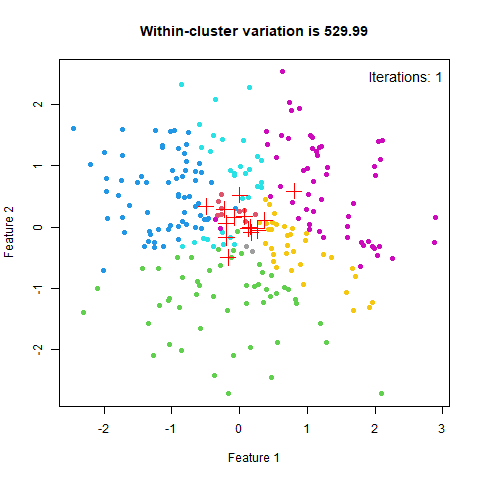 Within-cluster variation is 529.99
Iterations: 1
2
1
0
-1
-2
Feature 2
-2
-1
0
1
2
3
Feature 1